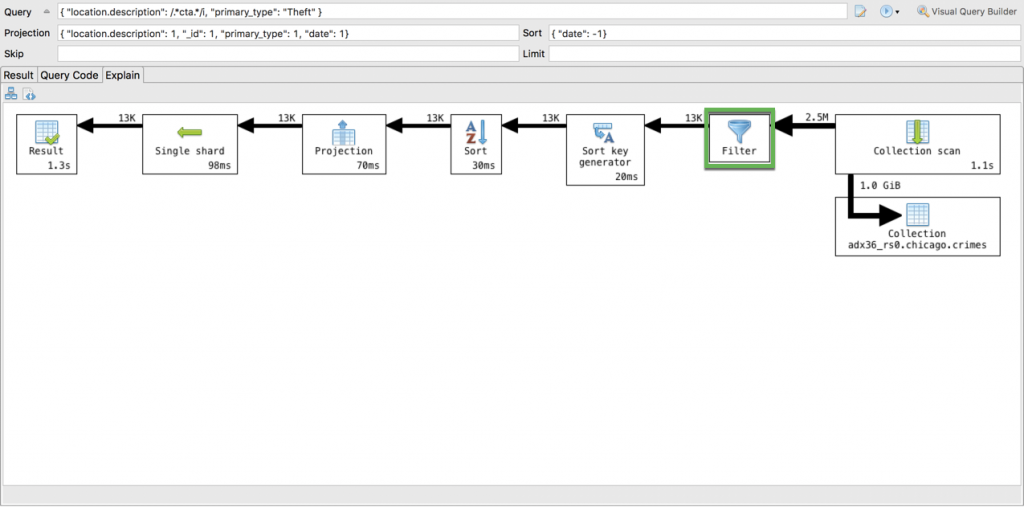 Query { "location.description": /.*cta.*/i, "primary_type": "Theft" } Visual Query Builder
Projection { "location.description": 1, "_id": 1, "primary_type": 1, "date": 1} Sort { "date": -1}
Skip Limit
Result Query Code Explain
13K 13K 13K 13K 13K 2.5M
Result
1.3s
Single shard
98ms
Projection
70ms
Sort
30ms
Sort key
generator
20ms
Filter
Collection scan
1.1s
1.0 GiB
Collection
adx36_rs0.chicago.crimes